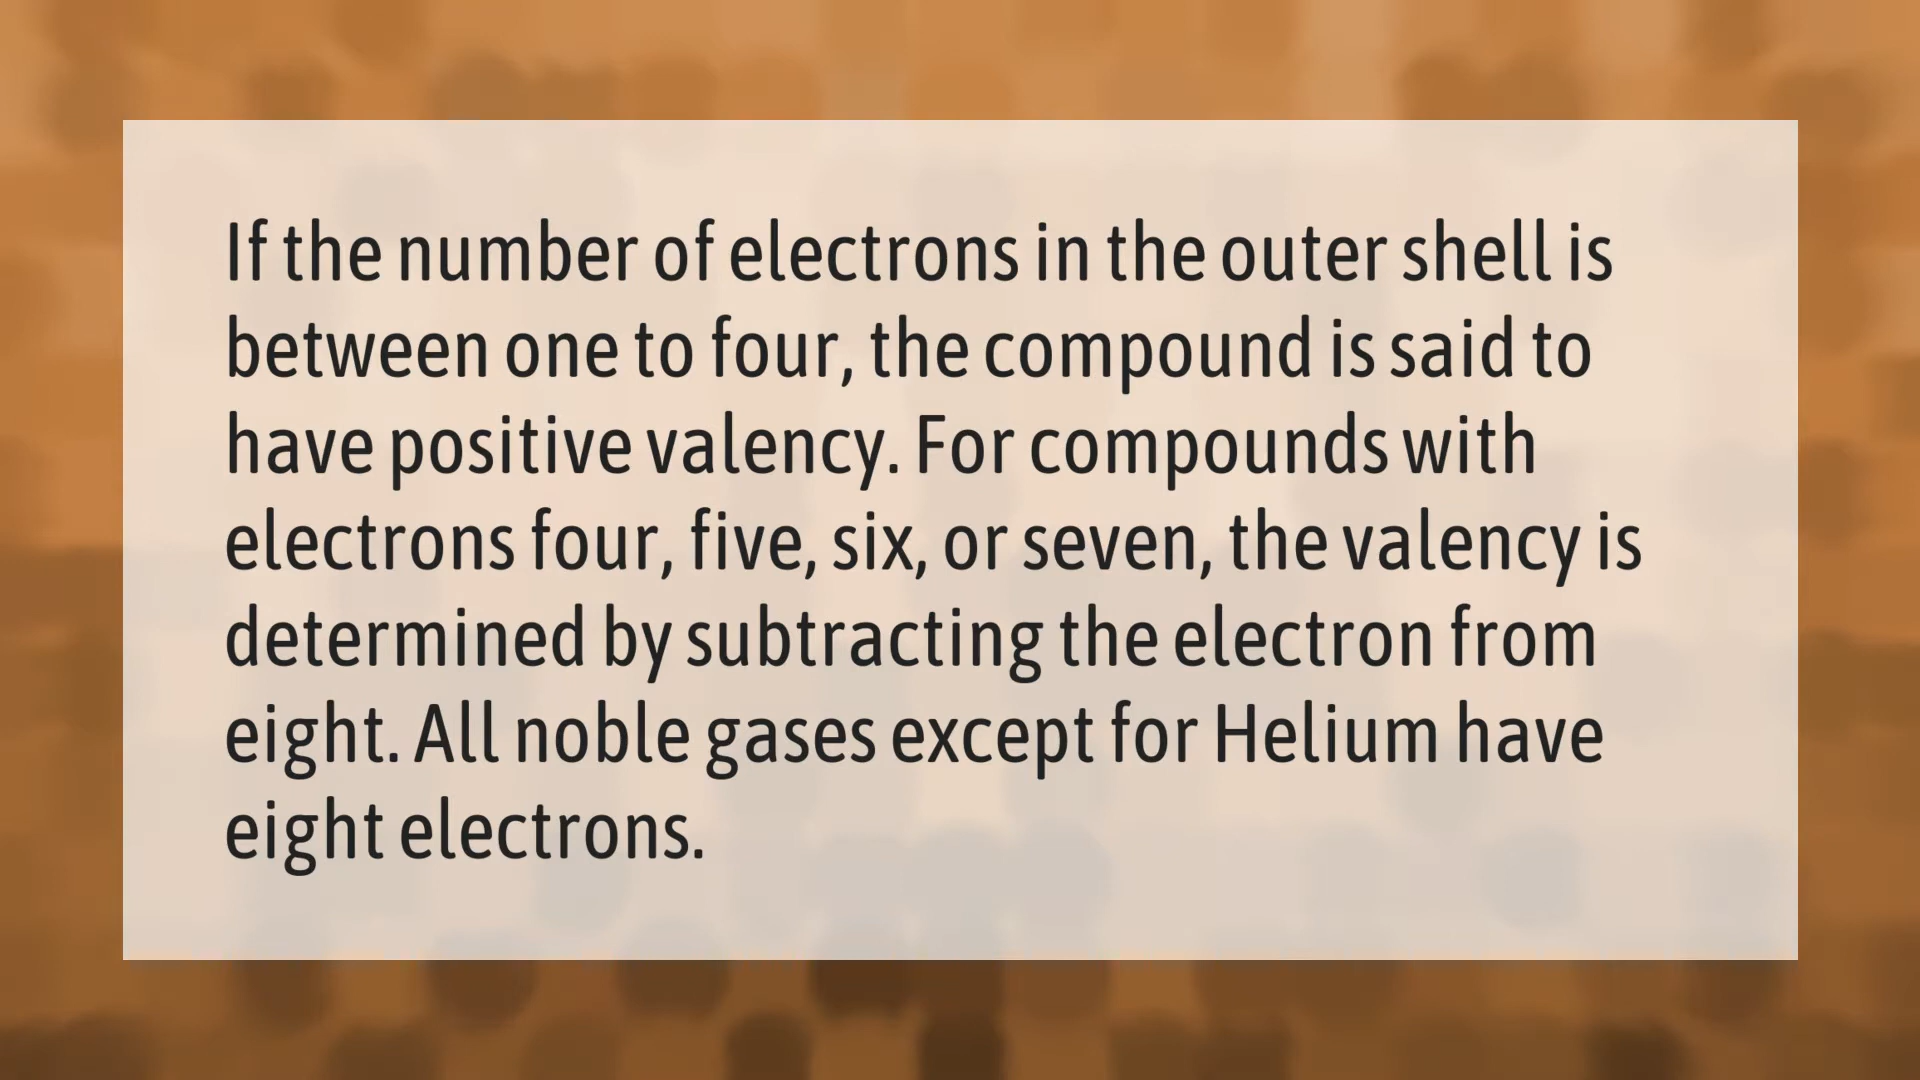 If the number of electrons in the outer shell is
between one to four, the compound is said to
have positive valency. For compounds with
electrons four, five, six, or seven, the valency is
determined by subtracting the electron from
eight. All noble gases except for Helium have
eight electrons.